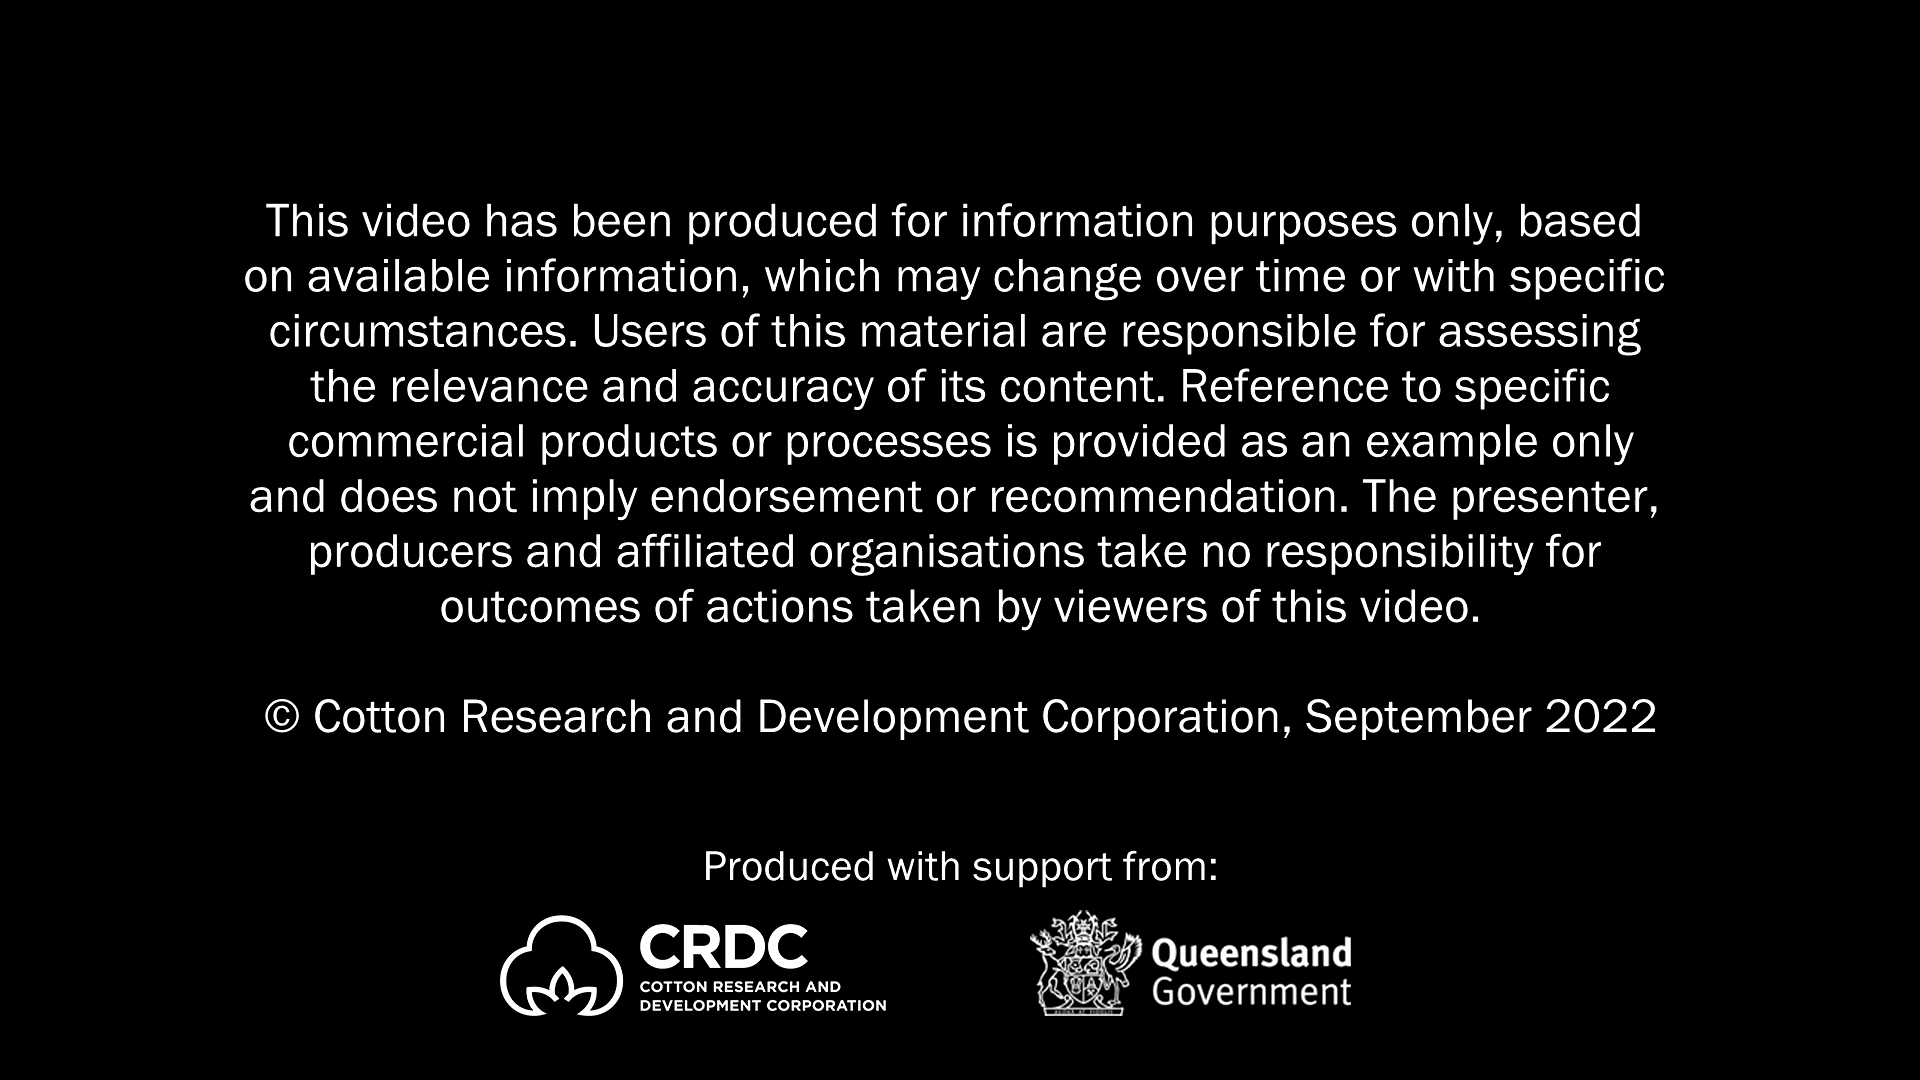 This video has been produced for information purposes only, based
on available information, which may change over time or with specific
circumstances. Users of this material are responsible for assessing
the relevance and accuracy of its content. Reference to specific
commercial products or processes is provided as an example only
and does not imply endorsement or recommendation. The presenter,
producers and affiliated organisations take no responsibility for
outcomes of actions taken by viewers of this video.
© Cotton Research and Development Corporation, September 2022
Produced with support from:
CRDC
COTTON RESEARCH AND
DEVELOPMENT CORPORATION
Queensland
Government
AUDAX AT FIDELIS